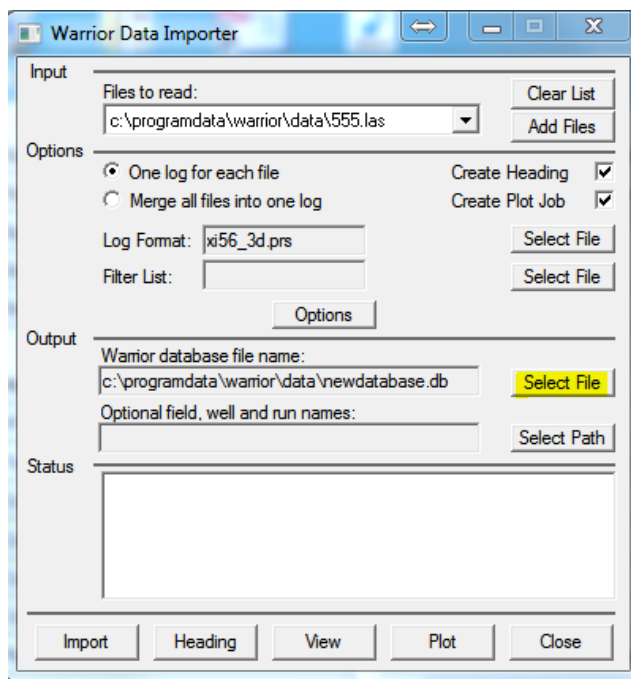 Warrior Data Importer
Input
Files to read:
Clear List
c:\programdata\warrior\data\555.las
Add Files
Options
One log for each file
Create Heading
Merge all files into one log
Create Plot Job
Log Format: xi56_3d.prs
Select File
Filter List:
Select File
Options
Output
Warrior database file name:
c:\programdata\warrior\data\newdatabase.db
Select File
Optional field, well and run names:
Select Path
Status
Import Heading View Plot Close